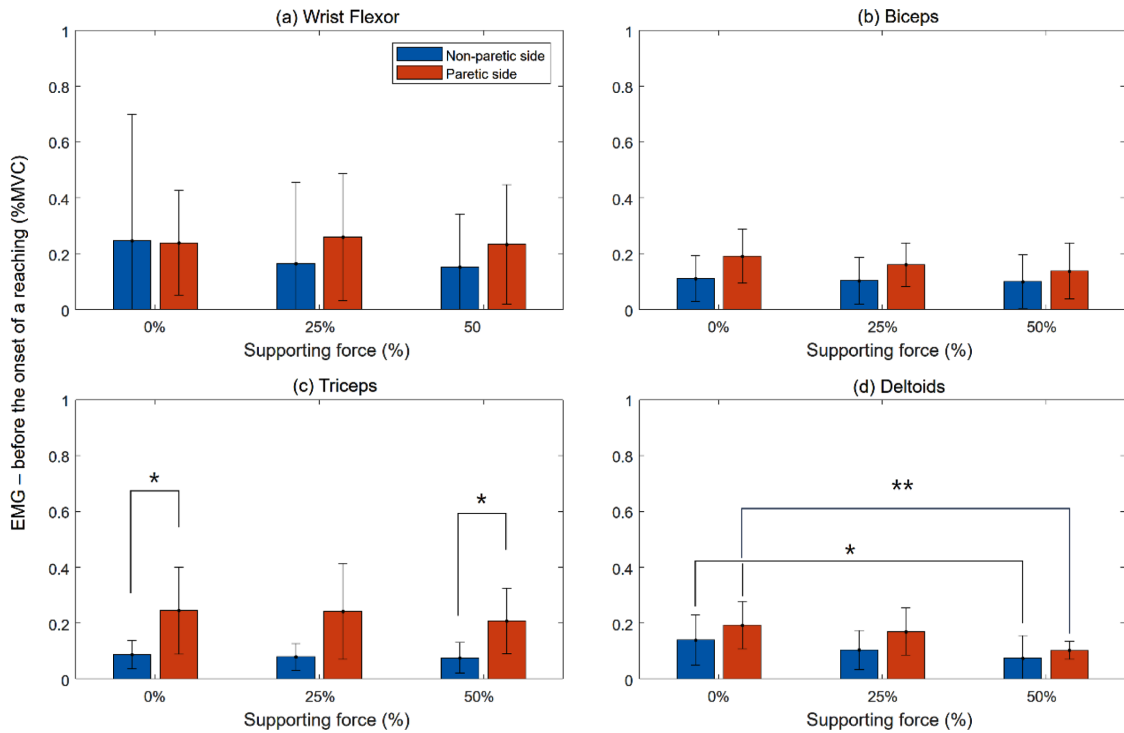 EMG – before the onset of a reaching (%MVC)
(a) Wrist Flexor
1
0.8
0.6
0.4
0.2
0
Non-paretic side
Paretic side
0% 25% 50
Supporting force (%)
(b) Biceps
1
0.8
0.6
0.4
0.2
0
0% 25% 50%
Supporting force (%)
(c) Triceps
1
0.8
0.6
0.4
0.2
0
* *
0% 25% 50%
Supporting force (%)
(d) Deltoids
1
0.8
0.6
0.4
0.2
0
**
*
0% 25% 50%
Supporting force (%)